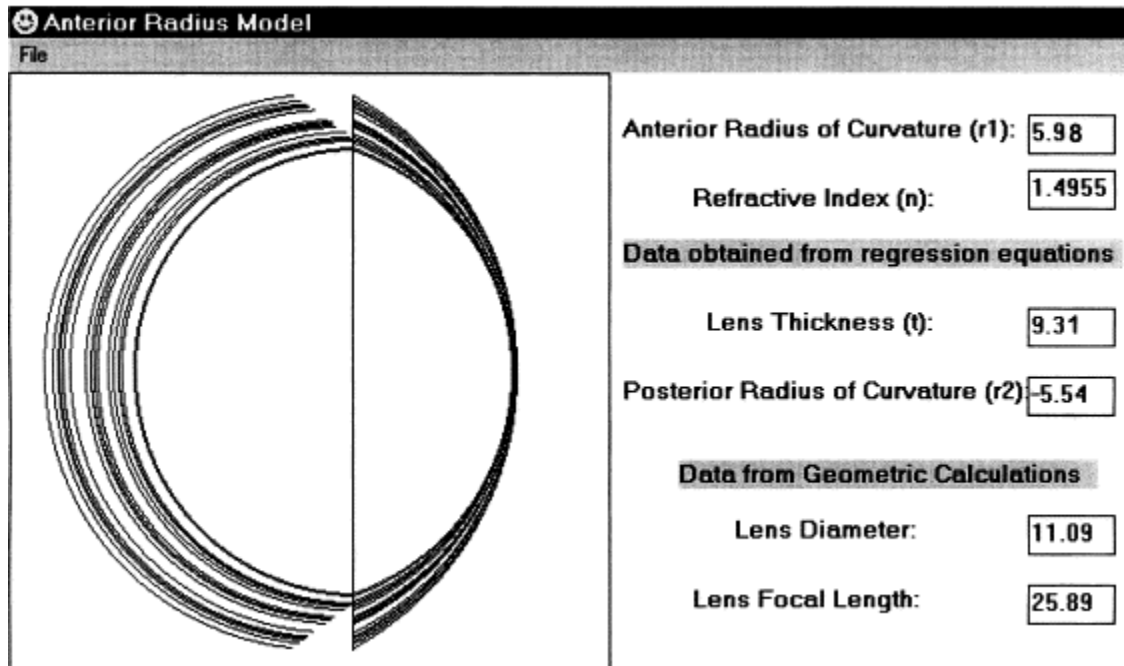 Anterior Radius Model
File
Anterior Radius of Curvature (r1): 5.98
Refractive Index (n): 1.4955
Data obtained from regression equations
Lens Thickness (t): 9.31
Posterior Radius of Curvature (r2): -5.54
Data from Geometric Calculations
Lens Diameter: 11.09
Lens Focal Length: 25.89